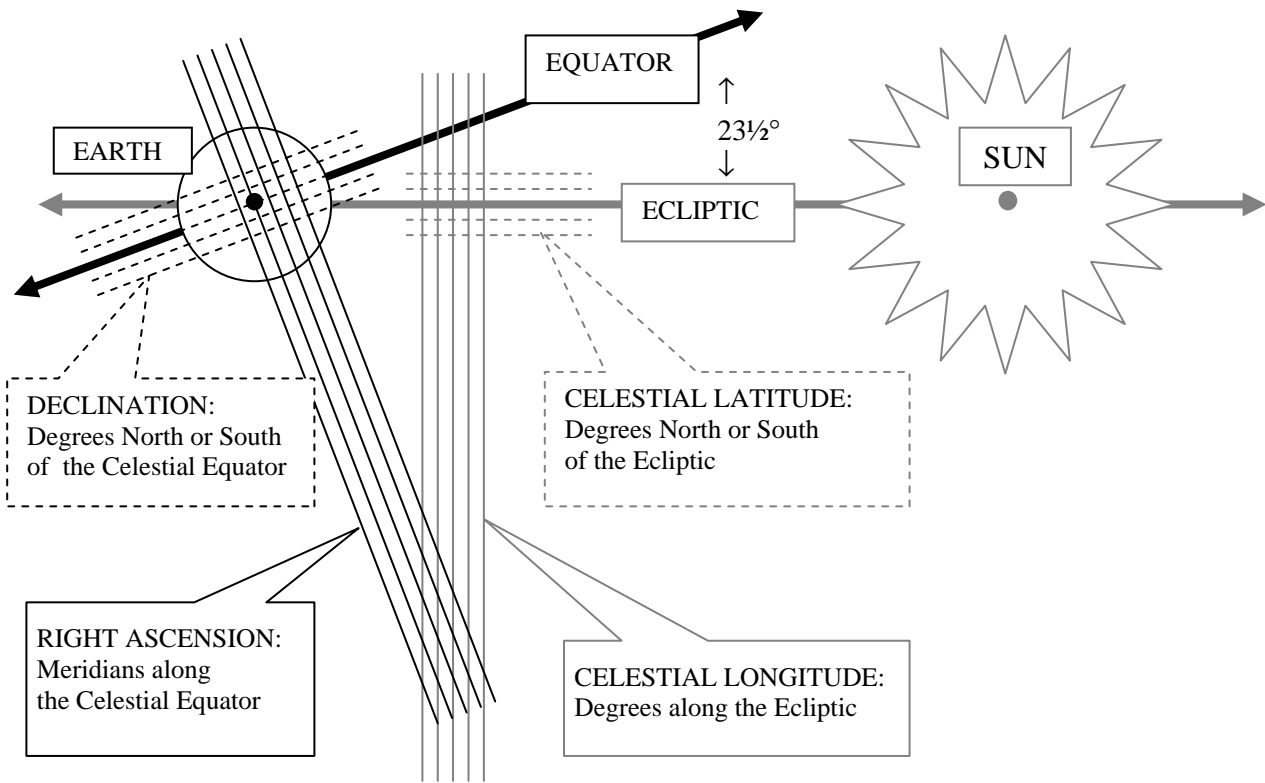 EQUATOR
↑
23½°
↓
EARTH
SUN
ECLIPTIC
DECLINATION:
Degrees North or South
of the Celestial Equator
CELESTIAL LATITUDE:
Degrees North or South
of the Ecliptic
RIGHT ASCENSION:
Meridians along
the Celestial Equator
CELESTIAL LONGITUDE:
Degrees along the Ecliptic